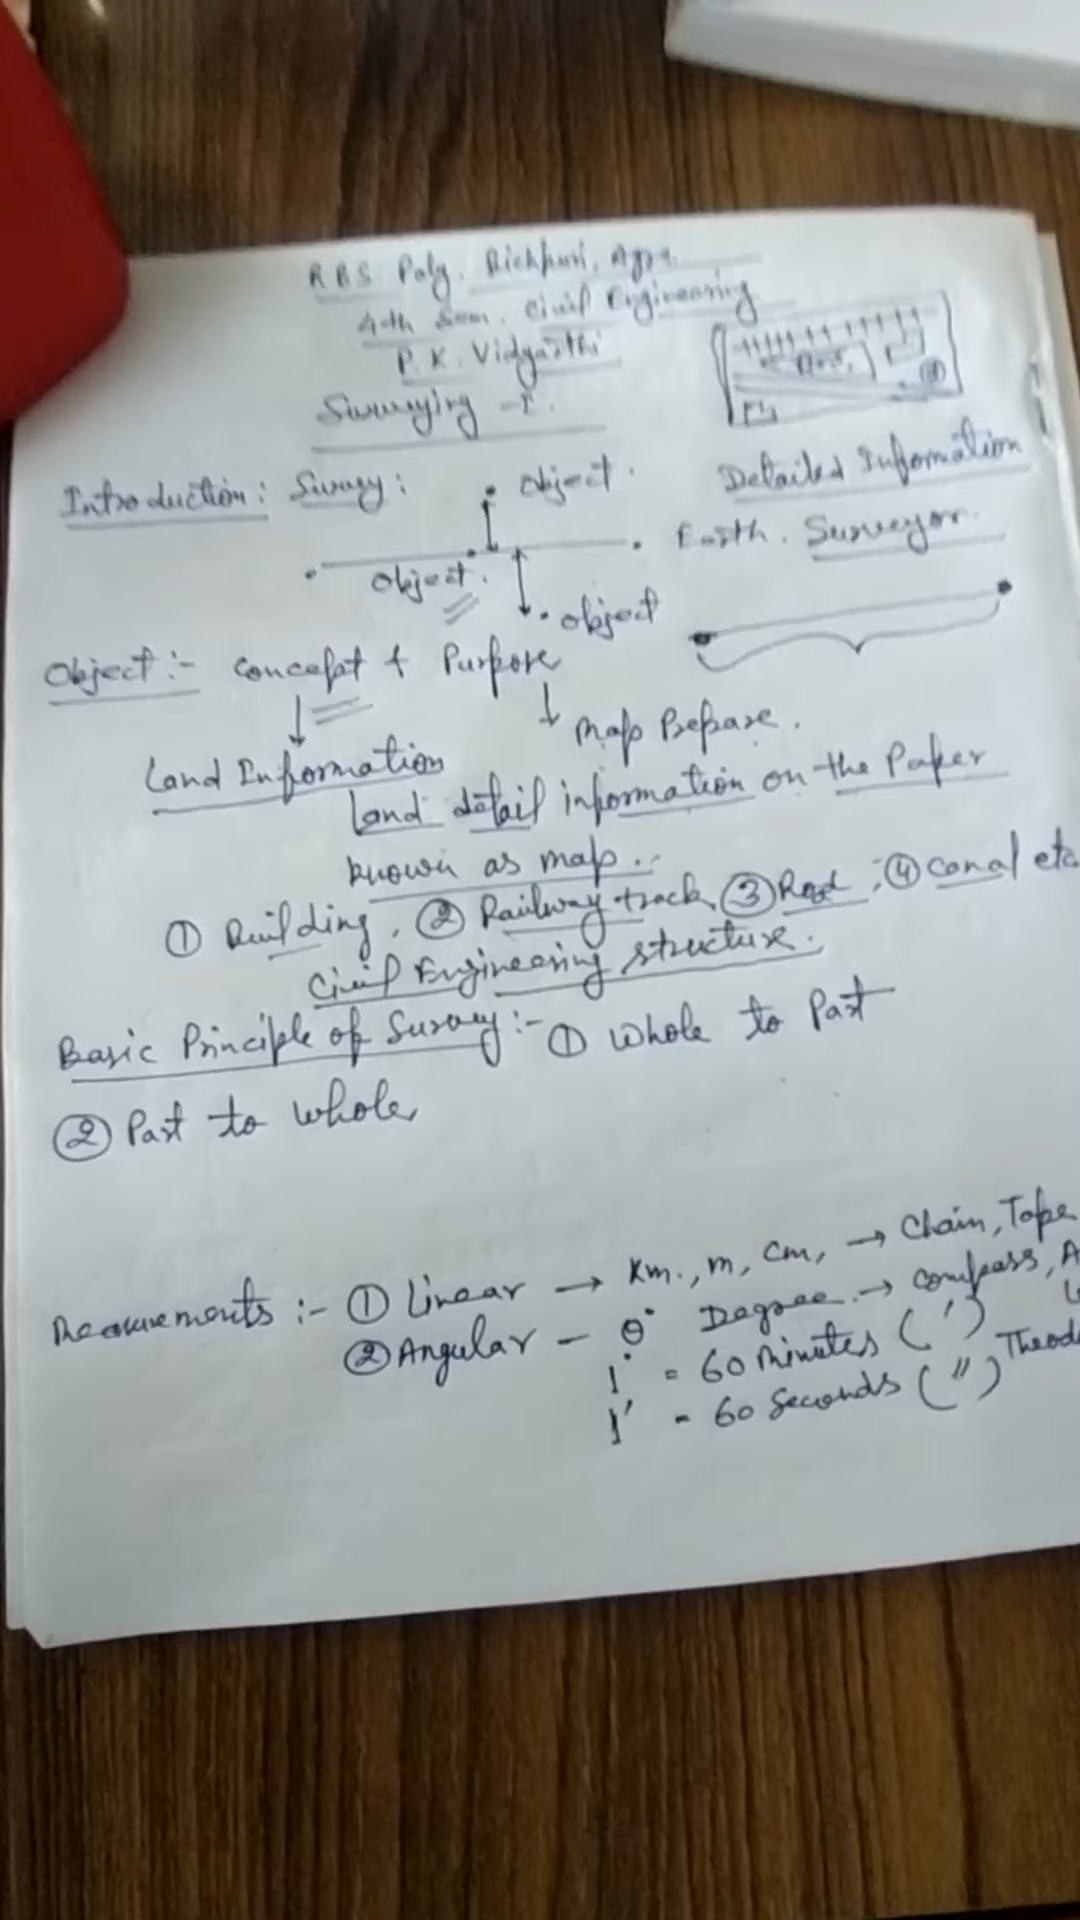 RBS Poly. Bichpuri, Agra.
4th Sem. Civil Engineering
P. K. Vidyarthi
Surveying - I.
Introduction: Survey: Object. Detailed Information
Object. Earth. Surveyor.
Object
Object :- Concept & Purpose
Map Prepare.
Land Information
Land detail information on the Paper
known as map.
① Building, ② Railway track, ③ Road, ④ Canal etc
Civil Engineering structure.
Basic Principle of Survey :- ① Whole to Part
② Part to whole
Measurements :- ① Linear → Km., m, Cm, → Chain, Tape
② Angular – θ° Degree → Compass, A
1° = 60 Minutes (′)
1′ = 60 Seconds (″) Theod